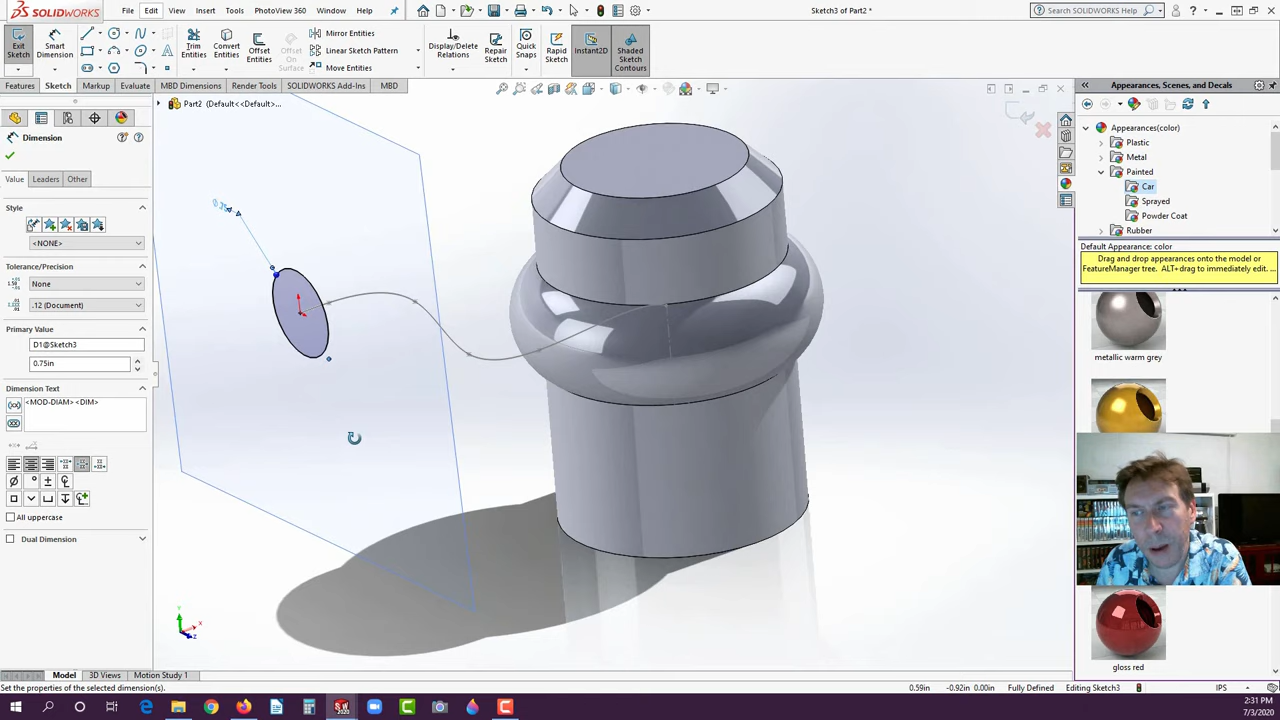 SOLIDWORKS
File
Edit
View
Insert
Tools
PhotoView 360
Window
Help
Sketch3 of Part2 *
Search SOLIDWORKS Help
Exit Sketch
Smart Dimension
Trim Entities
Convert Entities
Offset Entities
Offset On Surface
Mirror Entities
Linear Sketch Pattern
Move Entities
Display/Delete Relations
Repair Sketch
Quick Snaps
Rapid Sketch
Instant2D
Shaded Sketch Contours
Features
Sketch
Markup
Evaluate
MBD Dimensions
Render Tools
SOLIDWORKS Add-Ins
MBD
Part2 (Default<<Default>...
Dimension
Value
Leaders
Other
Style
<NONE>
Tolerance/Precision
None
.12 (Document)
Primary Value
D1@Sketch3
0.75in
Dimension Text
<MOD-DIAM><DIM>
All uppercase
Dual Dimension
Y
X
Z
Appearances, Scenes, and Decals
Appearances(color)
Plastic
Metal
Painted
Car
Sprayed
Powder Coat
Rubber
Default Appearance: color
Drag and drop appearances onto the model or
FeatureManager tree. ALT+drag to immediately edit. ...
metallic warm grey
gloss red
Model
3D Views
Motion Study 1
Set the properties of the selected dimension(s).
0.59in
-0.92in 0.00in
Fully Defined
Editing Sketch3
IPS
2:31 PM
7/3/2020